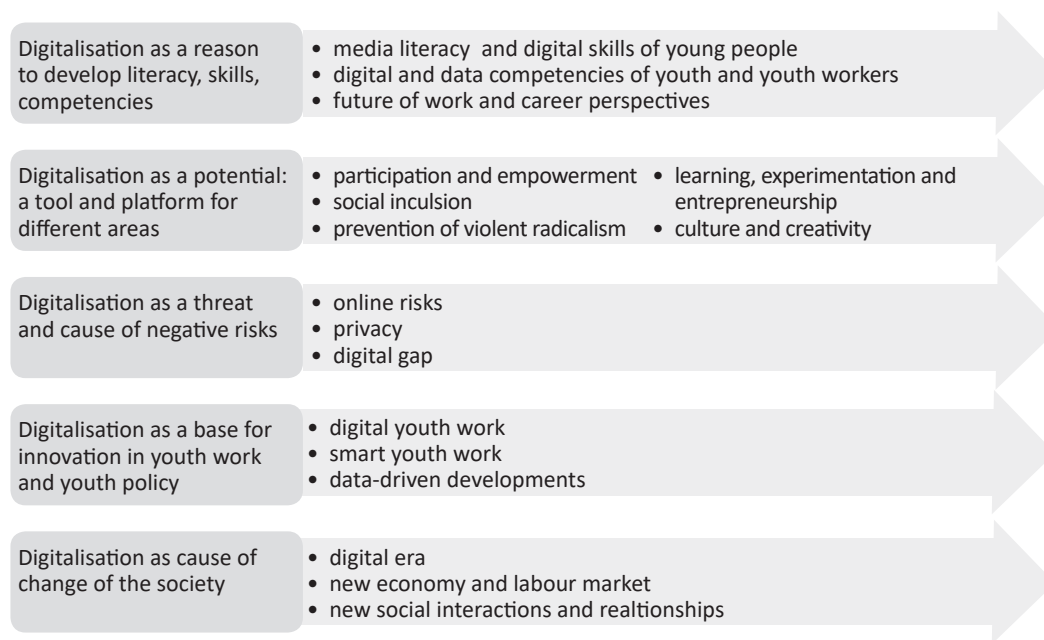 Digitalisation as a reason
to develop literacy, skills,
competencies
• media literacy and digital skills of young people
• digital and data competencies of youth and youth workers
• future of work and career perspectives
Digitalisation as a potential:
a tool and platform for
different areas
• participation and empowerment
• social inculsion
• prevention of violent radicalism
• learning, experimentation and
entrepreneurship
• culture and creativity
Digitalisation as a threat
and cause of negative risks
• online risks
• privacy
• digital gap
Digitalisation as a base for
innovation in youth work
and youth policy
• digital youth work
• smart youth work
• data-driven developments
Digitalisation as cause of
change of the society
• digital era
• new economy and labour market
• new social interactions and realtionships